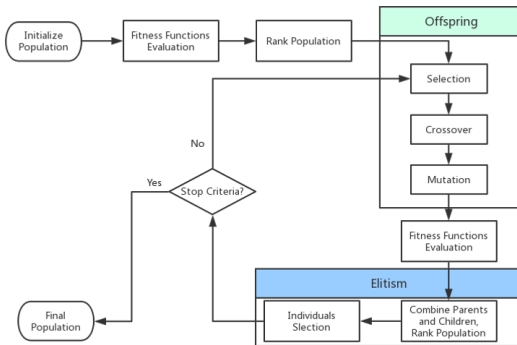 Initialize
Population
Fitness Functions
Evaluation
Rank Population
Offspring
Selection
Crossover
Mutation
No
Yes
Stop Criteria?
Fitness Functions
Evaluation
Elitism
Final
Population
Individuals
Slection
Combine Parents
and Children,
Rank Population